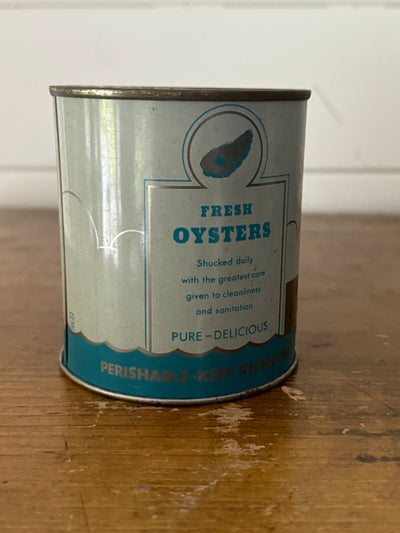 FRESH
OYSTERS
Shucked daily
with the greatest care
given to cleanliness
and sanitation
PURE – DELICIOUS
PERISHABLE-KEEP